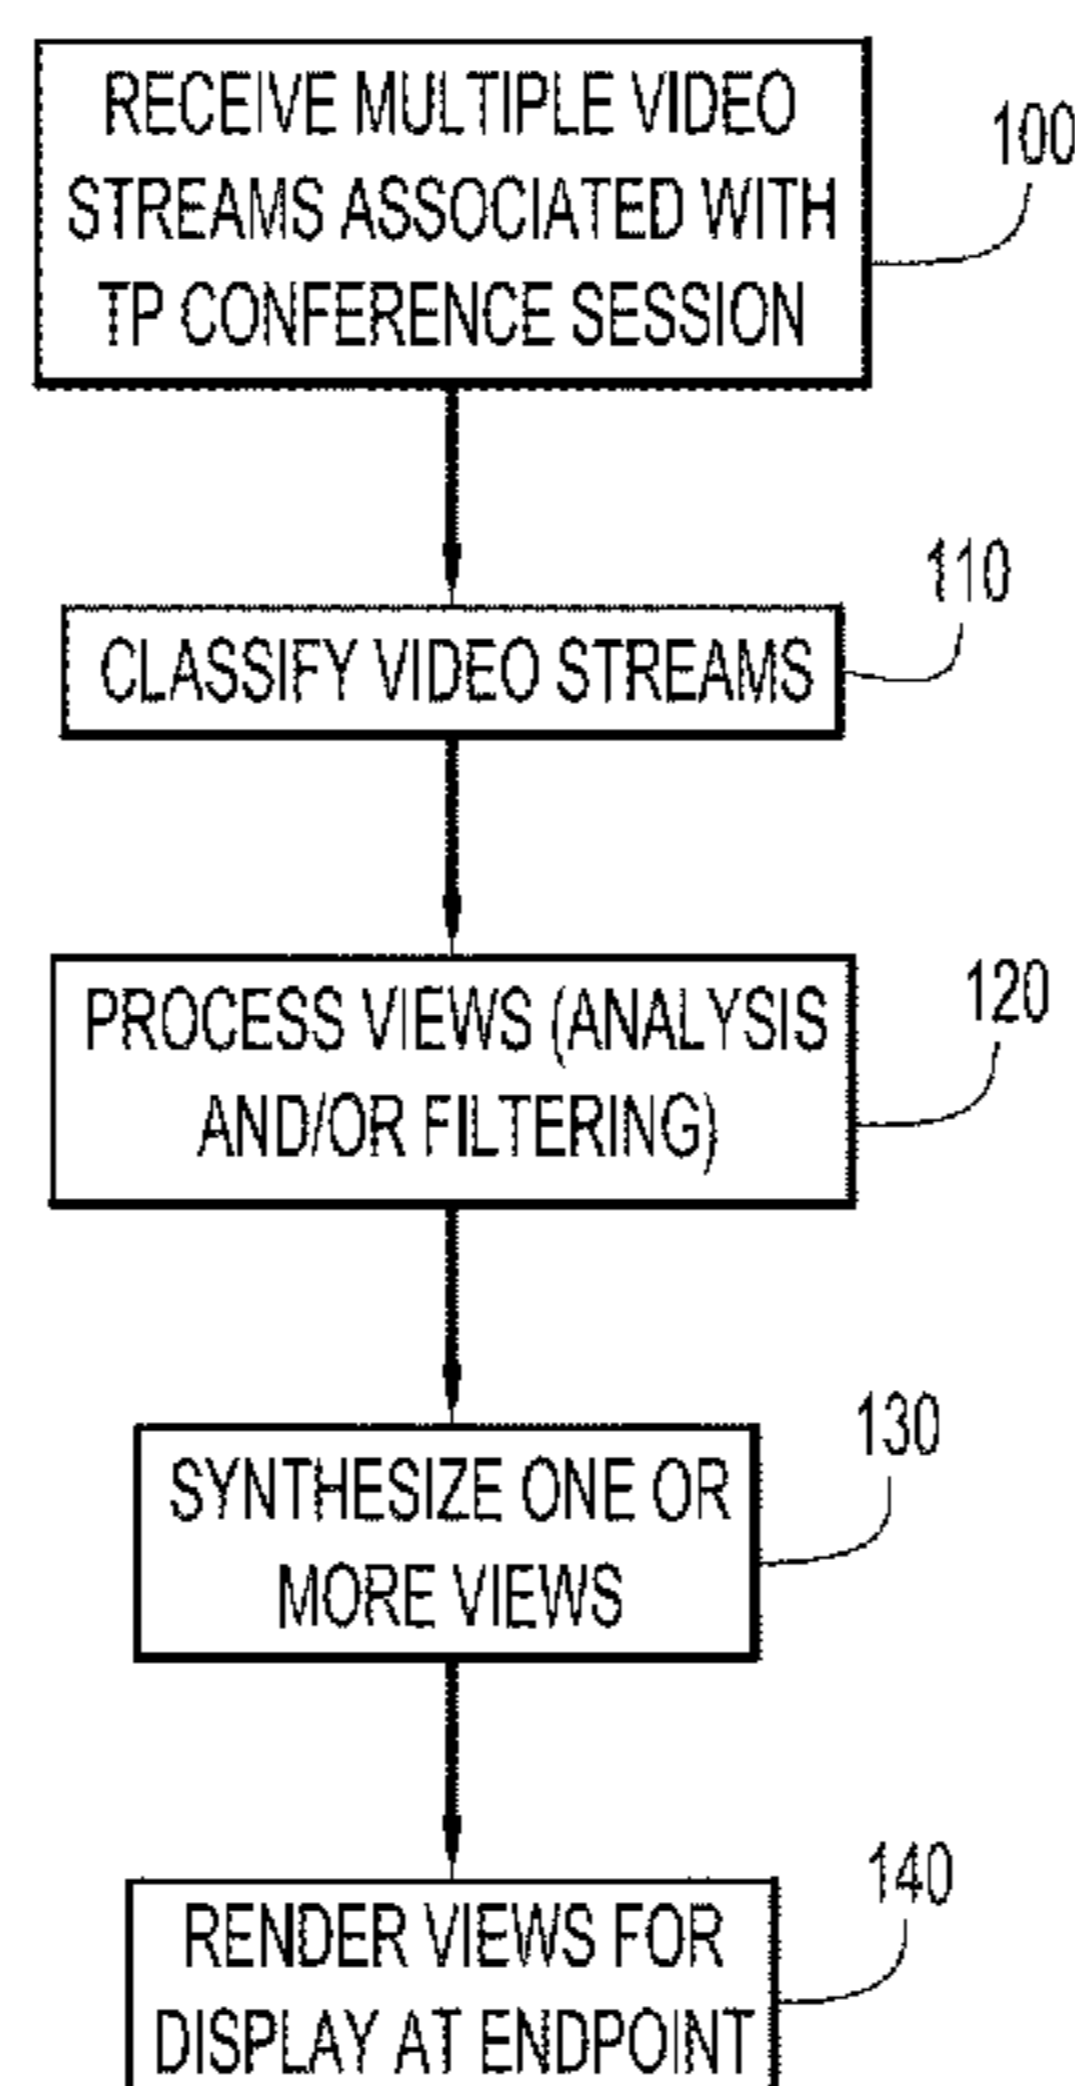 RECEIVE MULTIPLE VIDEO
STREAMS ASSOCIATED WITH
TP CONFERENCE SESSION
100
CLASSIFY VIDEO STREAMS
110
PROCESS VIEWS (ANALYSIS
AND/OR FILTERING)
120
SYNTHESIZE ONE OR
MORE VIEWS
130
RENDER VIEWS FOR
DISPLAY AT ENDPOINT
140